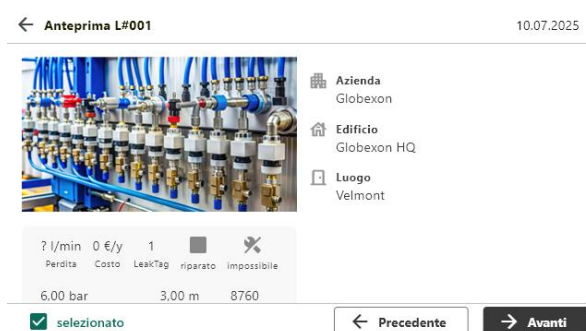 Anteprima L#001
10.07.2025
Azienda
Globexon
Edificio
Globexon HQ
Luogo
Velmont
? l/min 0 €/y 1
Perdita Costo LeakTag riparato impossibile
6,00 bar 3,00 m 8760
selezionato
Precedente
Avanti